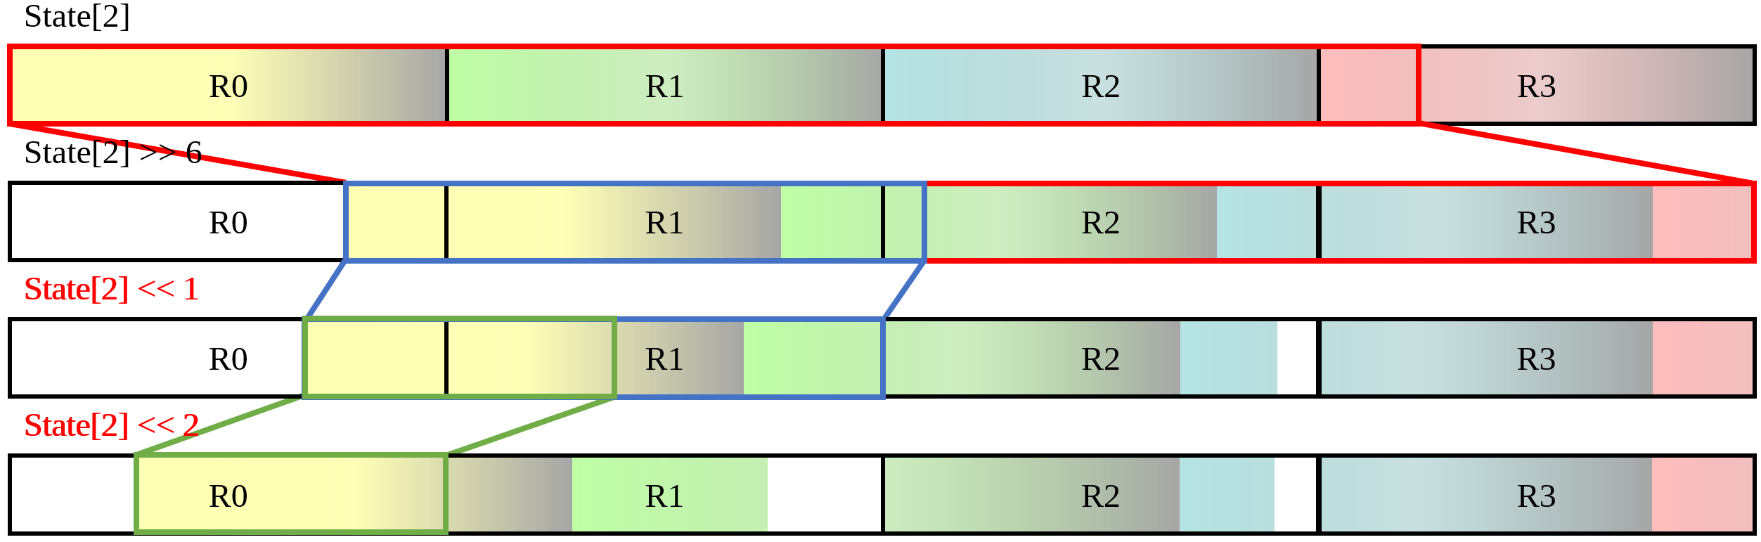 State[2]
R0 R1 R2 R3
State[2] >> 6
R0 R1 R2 R3
State[2] << 1
R0 R1 R2 R3
State[2] << 2
R0 R1 R2 R3